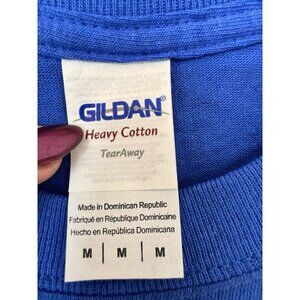 GILDAN®
Heavy Cotton
TearAway
Made in Dominican Republic
Fabriqué en République Dominicaine
Hecho en República Dominicana
M | M | M